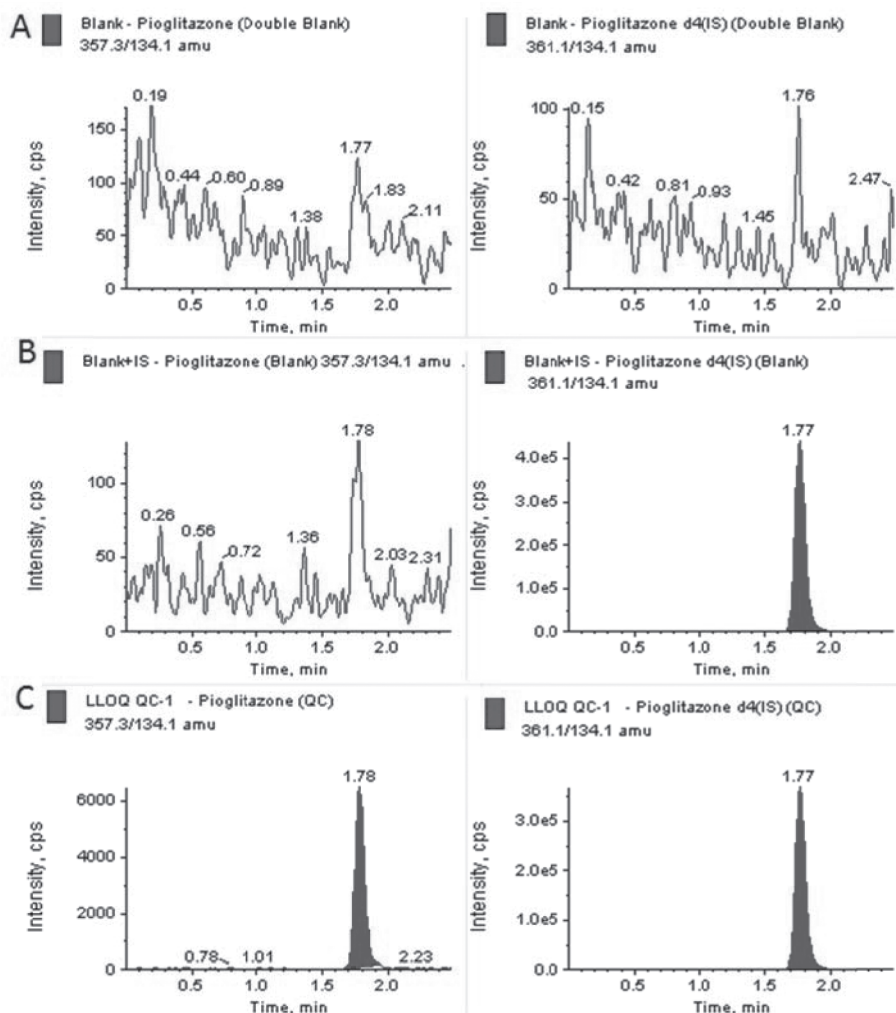 A
Blank - Pioglitazone (Double Blank)
357.3/134.1 amu
Intensity, cps
150
100
50
0
0.19
0.44
0.60
0.89
1.38
1.77
1.83
2.11
0.5
1.0
1.5
2.0
Time, min
Blank - Pioglitazone d4(IS) (Double Blank)
361.1/134.1 amu
Intensity, cps
100
50
0
0.15
0.42
0.81
0.93
1.45
1.76
2.47
0.5
1.0
1.5
2.0
Time, min
B
Blank+IS - Pioglitazone (Blank) 357.3/134.1 amu .
Intensity, cps
100
50
0
0.26
0.56
0.72
1.36
1.78
2.03
2.31
0.5
1.0
1.5
2.0
Time, min
Blank+IS - Pioglitazone d4(IS) (Blank)
361.1/134.1 amu
Intensity, cps
4.0e5
3.0e5
2.0e5
1.0e5
0.0
1.77
0.5
1.0
1.5
2.0
Time, min
C
LLOQ QC-1 - Pioglitazone (QC)
357.3/134.1 amu
Intensity, cps
6000
4000
2000
0
0.78
1.01
1.78
2.23
0.5
1.0
1.5
2.0
Time, min
LLOQ QC-1 - Pioglitazone d4(IS) (QC)
361.1/134.1 amu
Intensity, cps
3.0e5
2.0e5
1.0e5
0.0
1.77
0.5
1.0
1.5
2.0
Time, min